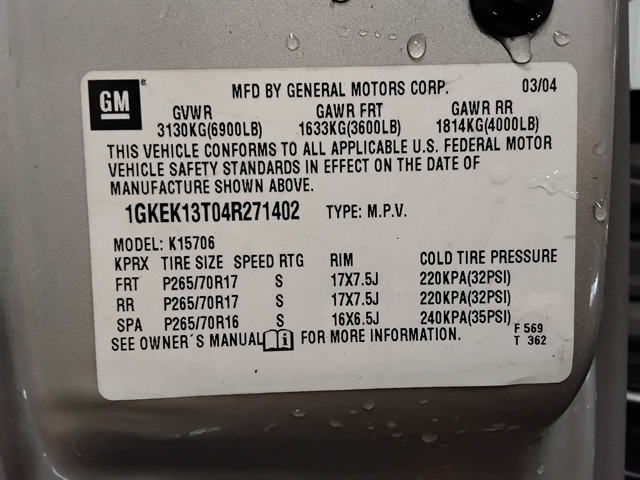 GM
MFD BY GENERAL MOTORS CORP. 03/04
GVWR GAWR FRT GAWR RR
3130KG(6900LB) 1633KG(3600LB) 1814KG(4000LB)
THIS VEHICLE CONFORMS TO ALL APPLICABLE U.S. FEDERAL MOTOR
VEHICLE SAFETY STANDARDS IN EFFECT ON THE DATE OF
MANUFACTURE SHOWN ABOVE.
1GKEK13T04R271402 TYPE: M.P.V.
MODEL: K15706
KPRX TIRE SIZE SPEED RTG RIM COLD TIRE PRESSURE
FRT P265/70R17 S 17X7.5J 220KPA(32PSI)
RR P265/70R17 S 17X7.5J 220KPA(32PSI)
SPA P265/70R16 S 16X6.5J 240KPA(35PSI)
SEE OWNER'S MANUAL FOR MORE INFORMATION. F 569
T 362